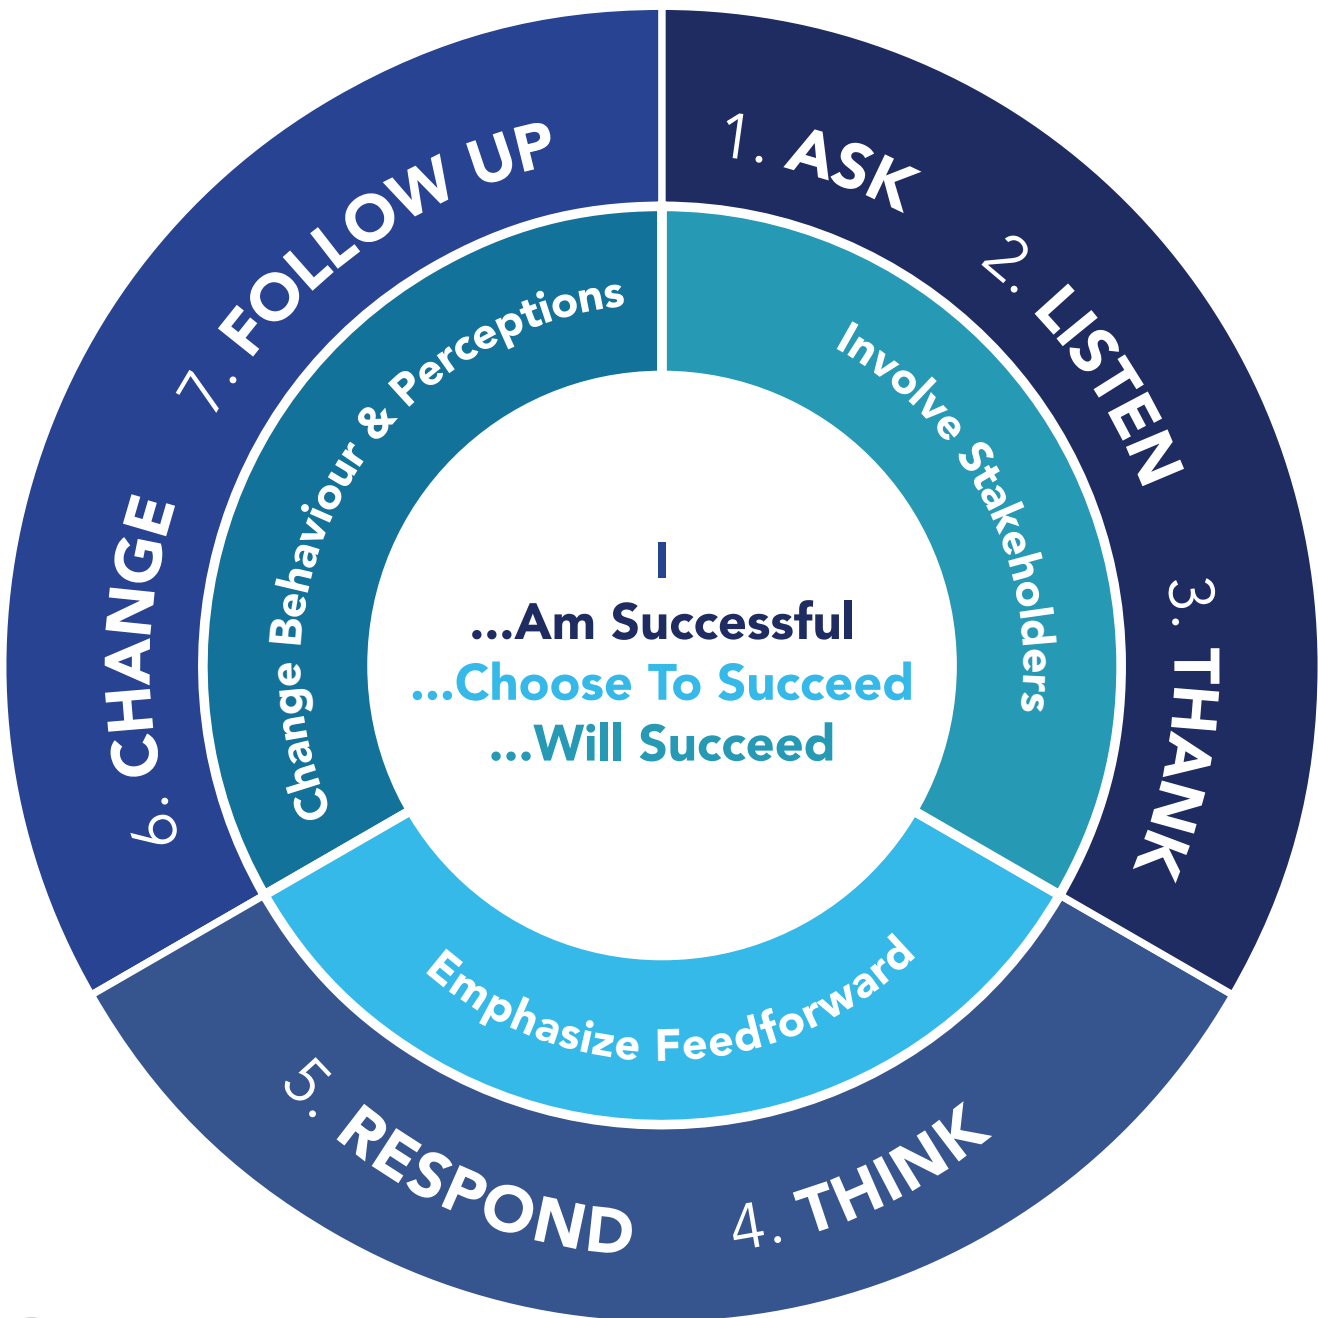 1. ASK
2. LISTEN
3. THANK
4. THINK
5. RESPOND
6. CHANGE
7. FOLLOW UP
Involve Stakeholders
Emphasize Feedforward
Change Behaviour & Perceptions
I
...Am Successful
...Choose To Succeed
...Will Succeed